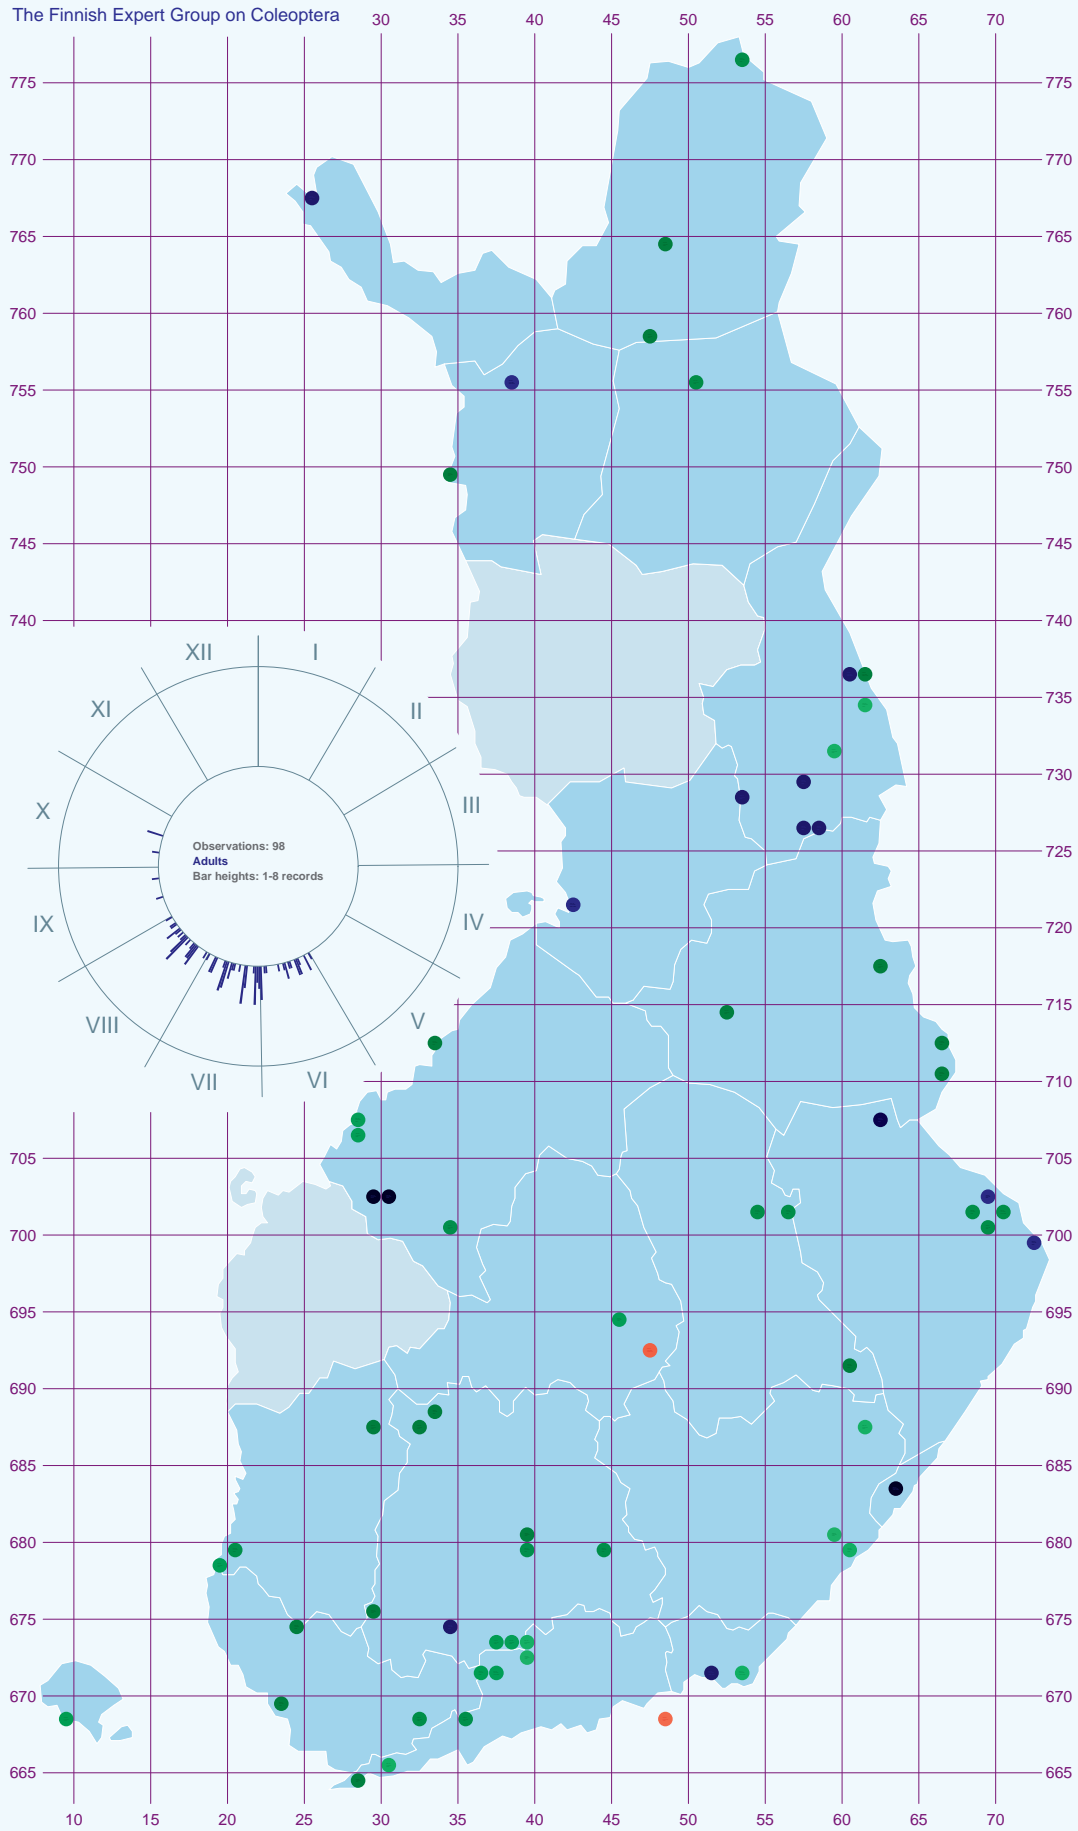 The Finnish Expert Group on Coleoptera
30 35 40 45 50 55 60 65 70
775 775
770 770
765 765
760 760
755 755
750 750
745 745
740 740
XII I
XI II
735
730
X III
Observations: 98
Adults
Bar heights: 1-8 records
725
IX IV
720
715
VIII V
VII VI
710
705 705
700 700
695 695
690 690
685 685
680 680
675 675
670 670
665 665
10 15 20 25 30 35 40 45 50 55 60 65 70